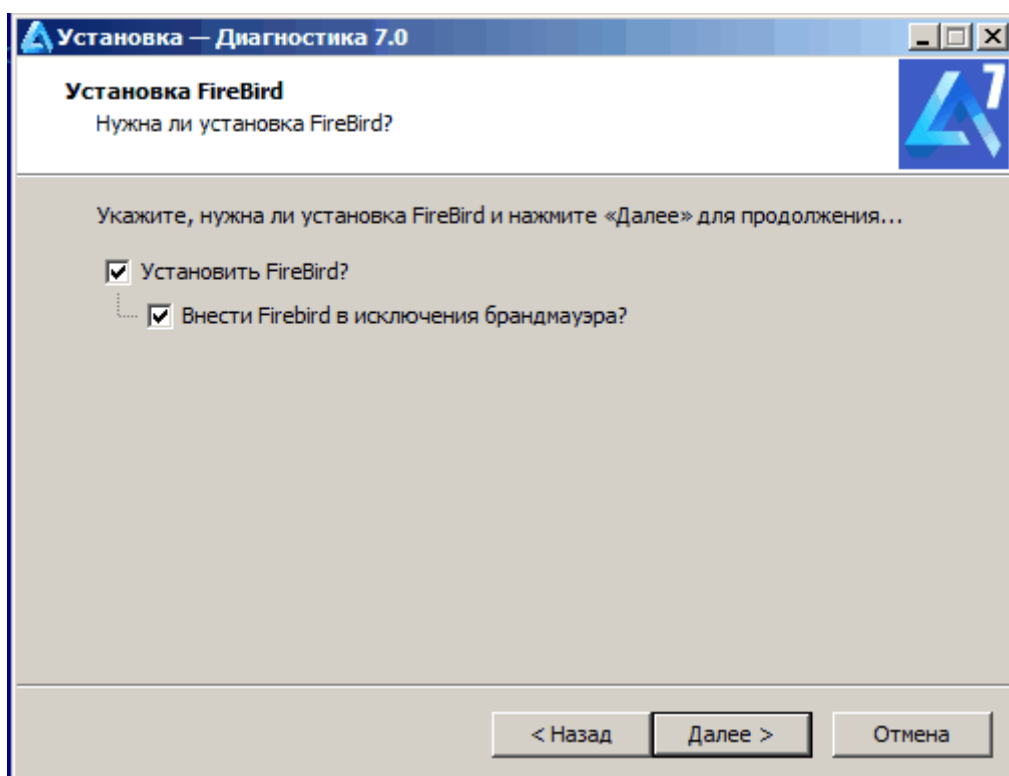 Установка — Диагностика 7.0
Установка FireBird
7
Нужна ли установка FireBird?
Укажите, нужна ли установка FireBird и нажмите «Далее» для продолжения...
Установить FireBird?
Внести Firebird в исключения брандмауэра?
< Назад
Далее >
Отмена